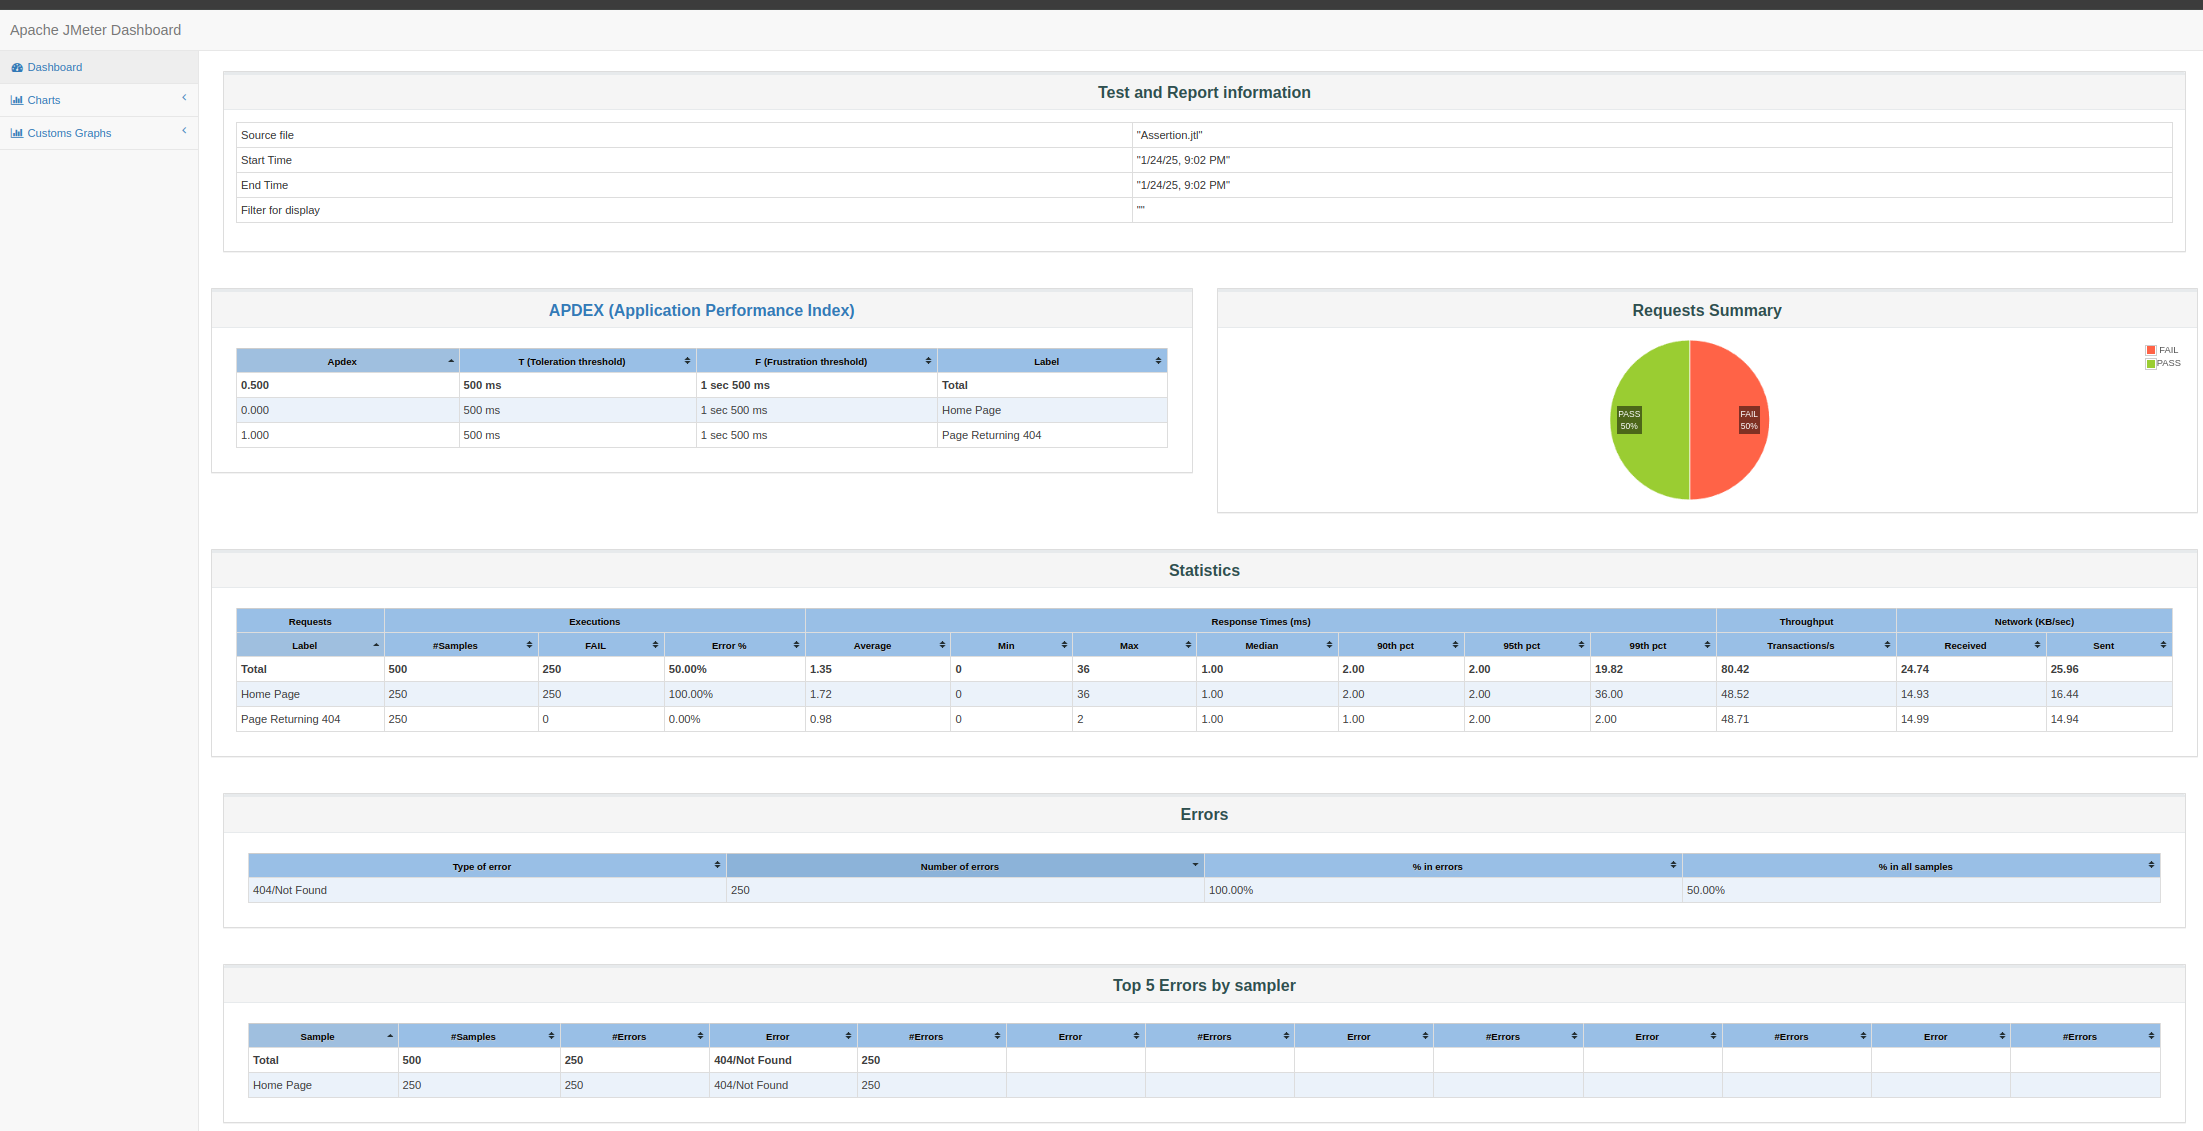 Apache JMeter Dashboard
Dashboard
Charts
Customs Graphs
Test and Report information
Source file "Assertion.jtl"
Start Time "1/24/25, 9:02 PM"
End Time "1/24/25, 9:02 PM"
Filter for display ""
APDEX (Application Performance Index)
Apdex T (Toleration threshold) F (Frustration threshold) Label
0.500 500 ms 1 sec 500 ms Total
0.000 500 ms 1 sec 500 ms Home Page
1.000 500 ms 1 sec 500 ms Page Returning 404
Requests Summary
FAIL
PASS
PASS
50%
FAIL
50%
Statistics
Requests Executions Response Times (ms) Throughput Network (KB/sec)
Label #Samples FAIL Error % Average Min Max Median 90th pct 95th pct 99th pct Transactions/s Received Sent
Total 500 250 50.00% 1.35 0 36 1.00 2.00 2.00 19.82 80.42 24.74 25.96
Home Page 250 250 100.00% 1.72 0 36 1.00 2.00 2.00 36.00 48.52 14.93 16.44
Page Returning 404 250 0 0.00% 0.98 0 2 1.00 1.00 2.00 2.00 48.71 14.99 14.94
Errors
Type of error Number of errors % in errors % in all samples
404/Not Found 250 100.00% 50.00%
Top 5 Errors by sampler
Sample #Samples #Errors Error #Errors Error #Errors Error #Errors Error #Errors Error #Errors
Total 500 250 404/Not Found 250
Home Page 250 250 404/Not Found 250